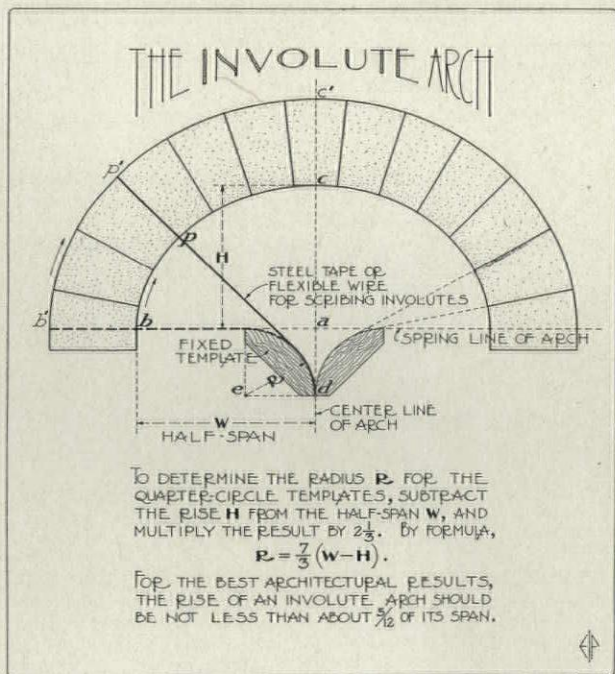 THE INVOLUTE ARCH
c'
p'
c
p
H
STEEL TAPE OR
FLEXIBLE WIRE
FOR SCRIBING INVOLUTES
b'
b
a
FIXED
TEMPLATE
SPRING LINE OF ARCH
e
R
d
CENTER LINE
OF ARCH
W
HALF-SPAN
TO DETERMINE THE RADIUS R FOR THE
QUARTER-CIRCLE TEMPLATES, SUBTRACT
THE RISE H FROM THE HALF-SPAN W, AND
MULTIPLY THE RESULT BY 2 1/3. BY FORMULA,
R = 7/3 (W-H).
FOR THE BEST ARCHITECTURAL RESULTS,
THE RISE OF AN INVOLUTE ARCH SHOULD
BE NOT LESS THAN ABOUT 5/12 OF ITS SPAN.